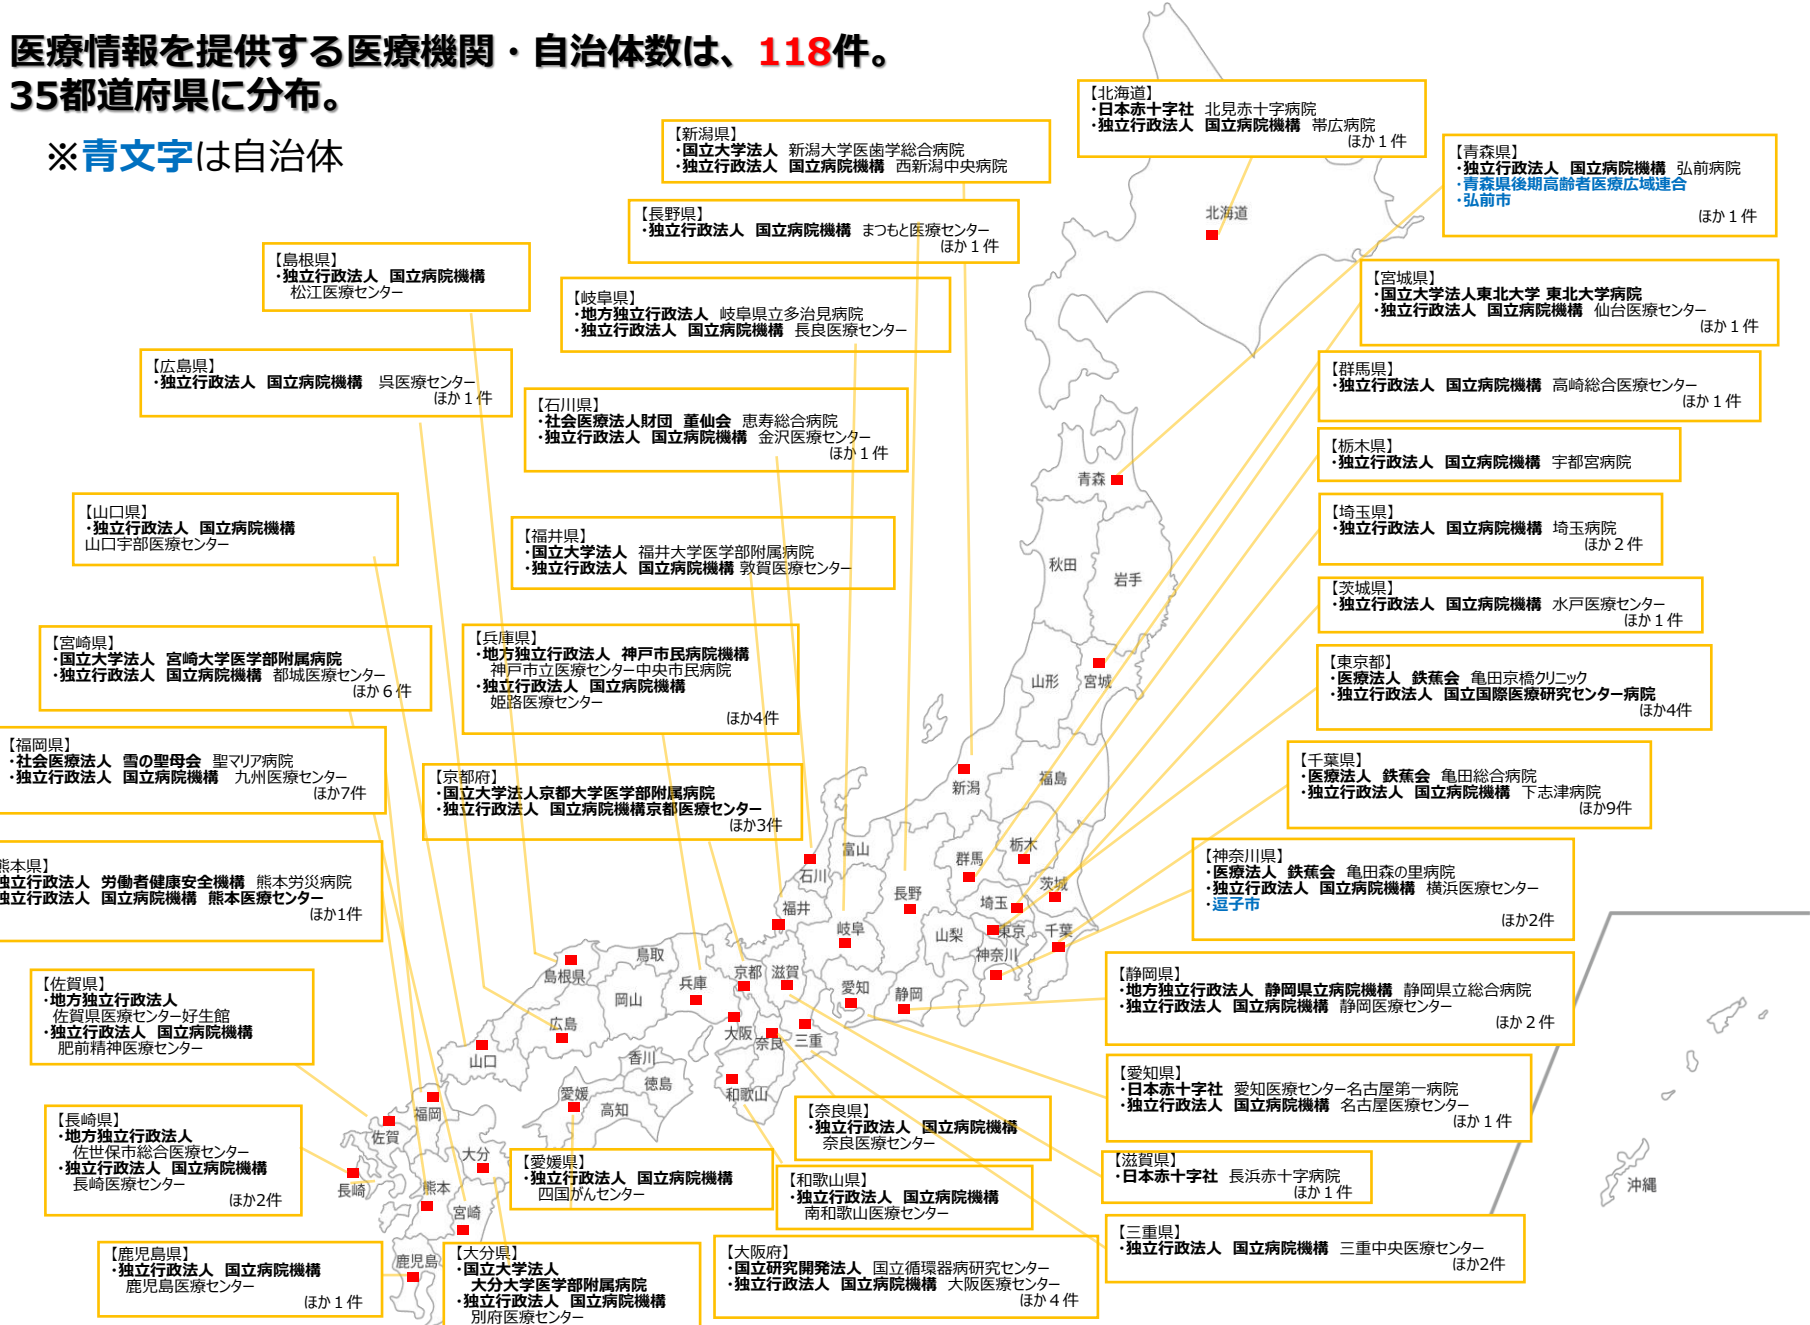 医療情報を提供する医療機関・自治体数は、118件。
35都道府県に分布。
※青文字は自治体
【北海道】
・日本赤十字社 北見赤十字病院
・独立行政法人 国立病院機構 帯広病院
ほか１件
【青森県】
・独立行政法人 国立病院機構 弘前病院
・青森県後期高齢者医療広域連合
・弘前市
ほか１件
【新潟県】
・国立大学法人 新潟大学医歯学総合病院
・独立行政法人 国立病院機構 西新潟中央病院
【長野県】
・独立行政法人 国立病院機構 まつもと医療センター
ほか１件
【島根県】
・独立行政法人 国立病院機構
松江医療センター
【岐阜県】
・地方独立行政法人 岐阜県立多治見病院
・独立行政法人 国立病院機構 長良医療センター
【宮城県】
・国立大学法人東北大学 東北大学病院
・独立行政法人 国立病院機構 仙台医療センター
ほか１件
【広島県】
・独立行政法人 国立病院機構 呉医療センター
ほか１件
【石川県】
・社会医療法人財団 董仙会 恵寿総合病院
・独立行政法人 国立病院機構 金沢医療センター
ほか１件
【群馬県】
・独立行政法人 国立病院機構 高崎総合医療センター
ほか１件
【栃木県】
・独立行政法人 国立病院機構 宇都宮病院
【山口県】
・独立行政法人 国立病院機構
山口宇部医療センター
【福井県】
・国立大学法人 福井大学医学部附属病院
・独立行政法人 国立病院機構 敦賀医療センター
【埼玉県】
・独立行政法人 国立病院機構 埼玉病院
ほか２件
【茨城県】
・独立行政法人 国立病院機構 水戸医療センター
ほか１件
【宮崎県】
・国立大学法人 宮崎大学医学部附属病院
・独立行政法人 国立病院機構 都城医療センター
ほか６件
【兵庫県】
・地方独立行政法人 神戸市民病院機構
神戸市立医療センター中央市民病院
・独立行政法人 国立病院機構
姫路医療センター
ほか4件
【東京都】
・医療法人 鉄蕉会 亀田京橋クリニック
・独立行政法人 国立国際医療研究センター病院
ほか4件
【福岡県】
・社会医療法人 雪の聖母会 聖マリア病院
・独立行政法人 国立病院機構 九州医療センター
ほか7件
【京都府】
・国立大学法人京都大学医学部附属病院
・独立行政法人 国立病院機構京都医療センター
ほか3件
【千葉県】
・医療法人 鉄蕉会 亀田総合病院
・独立行政法人 国立病院機構 下志津病院
ほか9件
熊本県】
独立行政法人 労働者健康安全機構 熊本労災病院
独立行政法人 国立病院機構 熊本医療センター
ほか1件
【神奈川県】
・医療法人 鉄蕉会 亀田森の里病院
・独立行政法人 国立病院機構 横浜医療センター
・逗子市
ほか2件
【佐賀県】
・地方独立行政法人
佐賀県医療センター好生館
・独立行政法人 国立病院機構
肥前精神医療センター
【静岡県】
・地方独立行政法人 静岡県立病院機構 静岡県立総合病院
・独立行政法人 国立病院機構 静岡医療センター
ほか２件
【愛知県】
・日本赤十字社 愛知医療センター名古屋第一病院
・独立行政法人 国立病院機構 名古屋医療センター
ほか１件
【長崎県】
・地方独立行政法人
佐世保市総合医療センター
・独立行政法人 国立病院機構
長崎医療センター
ほか2件
【奈良県】
・独立行政法人 国立病院機構
奈良医療センター
【愛媛県】
・独立行政法人 国立病院機構
四国がんセンター
【和歌山県】
・独立行政法人 国立病院機構
南和歌山医療センター
【滋賀県】
・日本赤十字社 長浜赤十字病院
ほか１件
【三重県】
・独立行政法人 国立病院機構 三重中央医療センター
ほか2件
【鹿児島県】
・独立行政法人 国立病院機構
鹿児島医療センター
ほか１件
【大分県】
・国立大学法人
大分大学医学部附属病院
・独立行政法人 国立病院機構
別府医療センター
【大阪府】
・国立研究開発法人 国立循環器病研究センター
・独立行政法人 国立病院機構 大阪医療センター
ほか４件
北海道
青森
秋田
岩手
山形
宮城
新潟
福島
富山
石川
群馬
栃木
茨城
長野
埼玉
福井
岐阜
山梨
東京
千葉
神奈川
鳥取
島根県
岡山
兵庫
京都
滋賀
愛知
静岡
広島
大阪
奈良
三重
山口
香川
徳島
愛媛
高知
和歌山
福岡
佐賀
大分
長崎
熊本
宮崎
鹿児島
沖縄